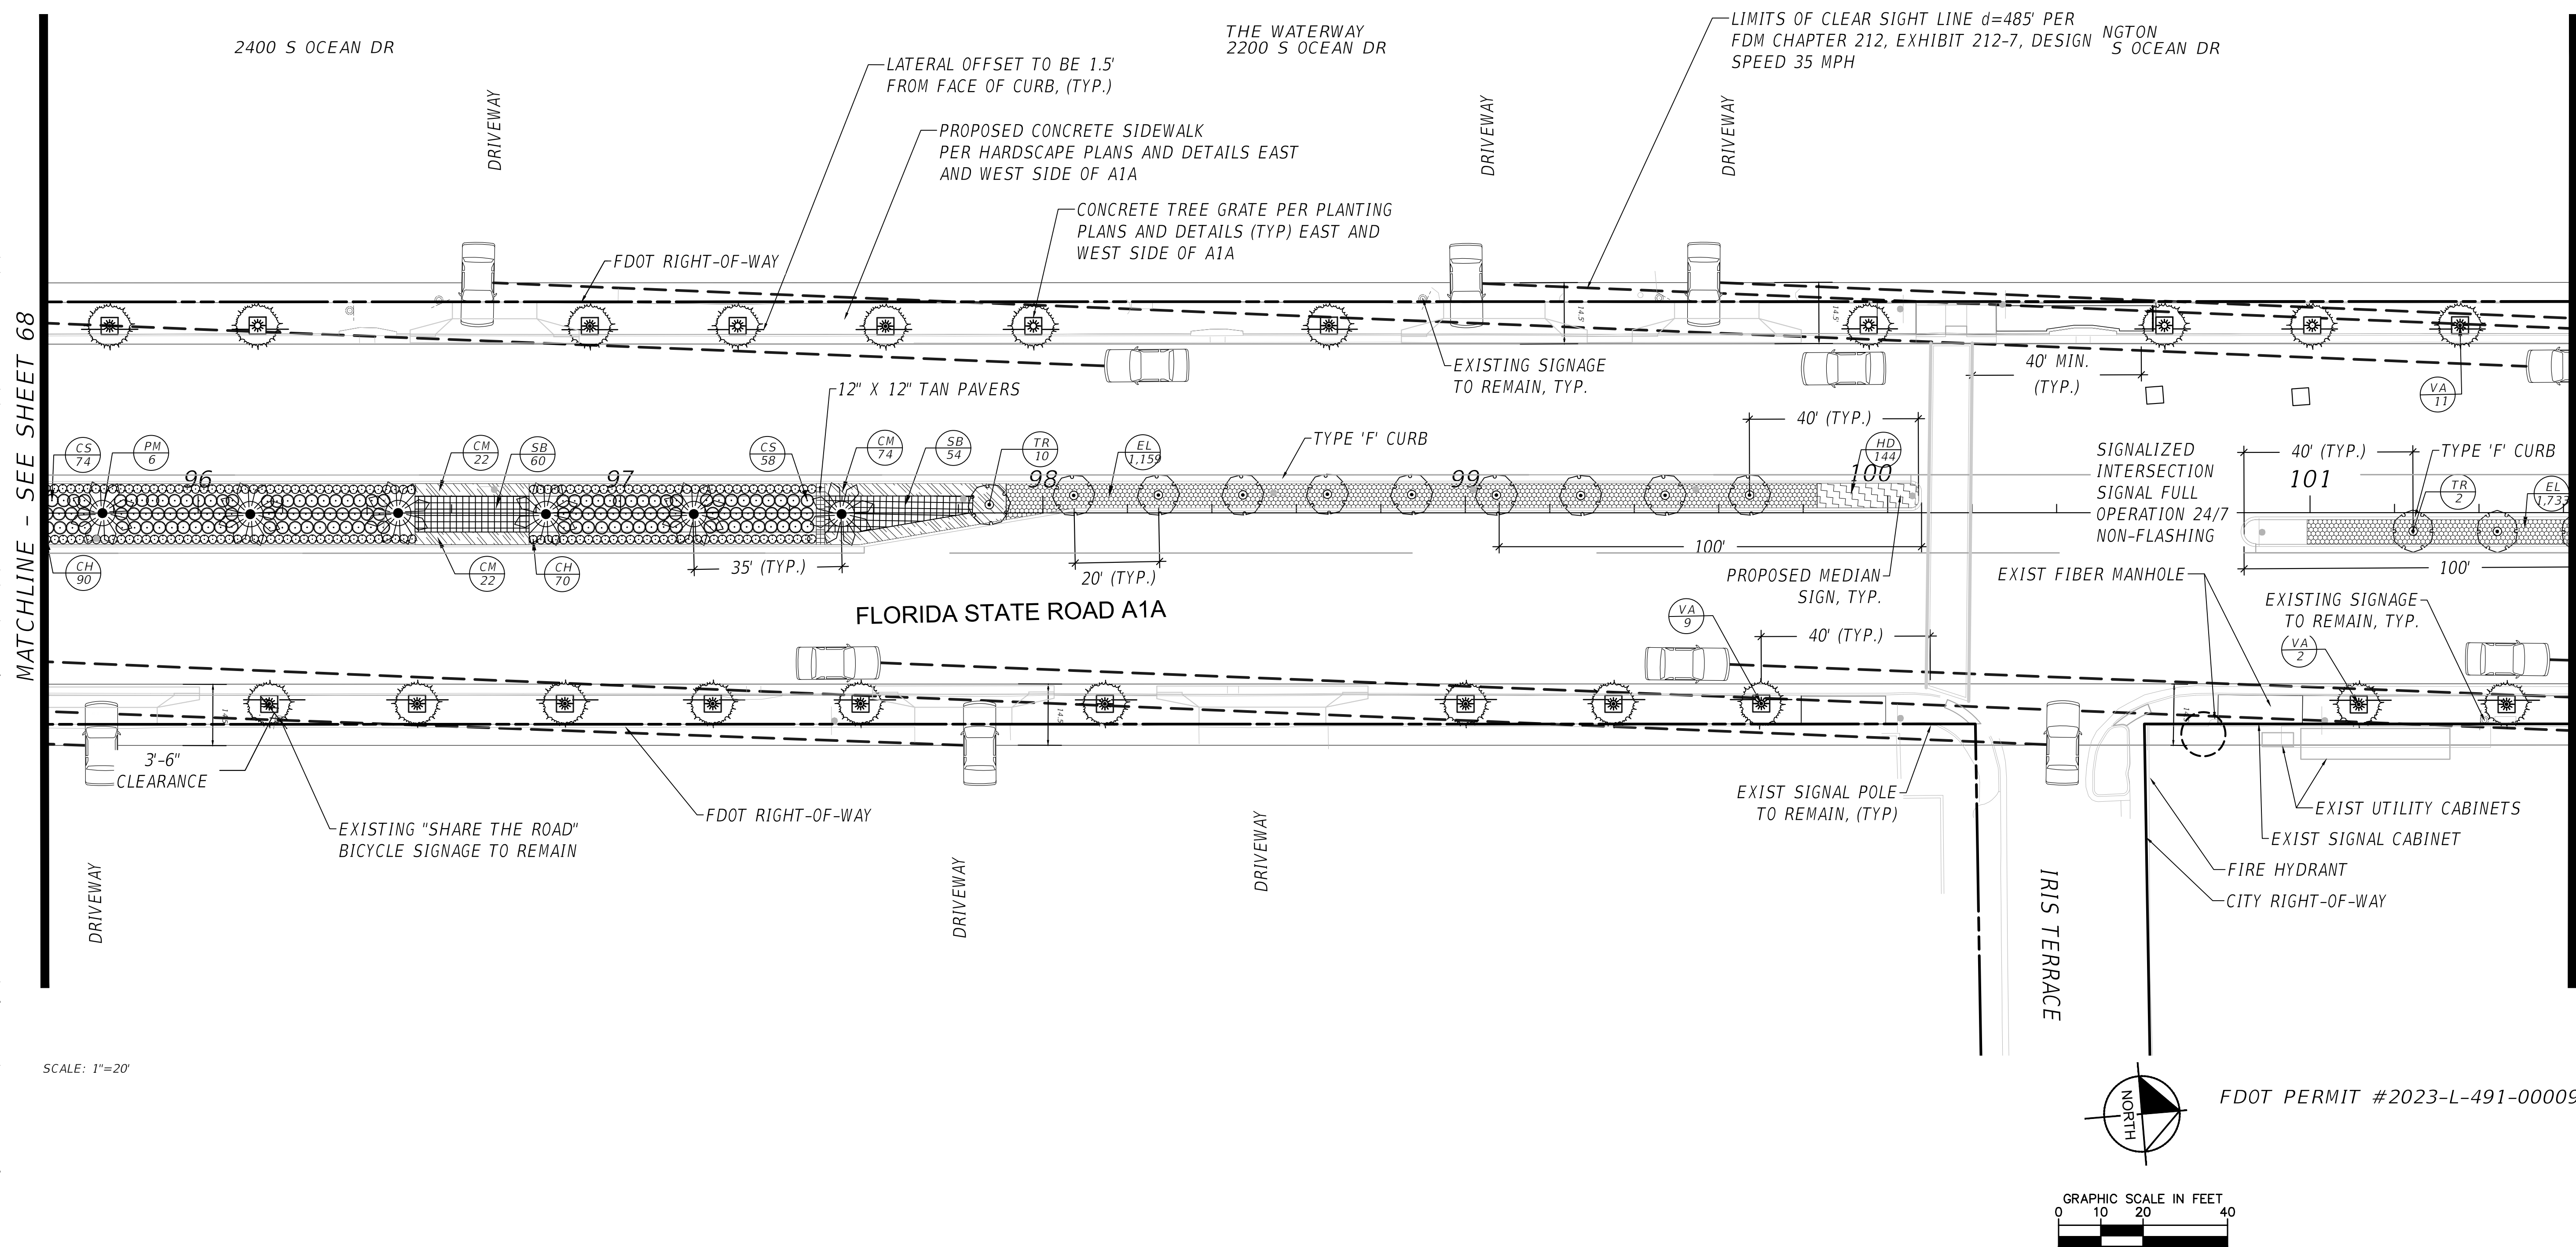 2400 S OCEAN DR
THE WATERWAY
2200 S OCEAN DR
LIMITS OF CLEAR SIGHT LINE d=485' PER
FDM CHAPTER 212, EXHIBIT 212-7, DESIGN
SPEED 35 MPH
NGTON
S OCEAN DR
LATERAL OFFSET TO BE 1.5'
FROM FACE OF CURB, (TYP.)
DRIVEWAY
DRIVEWAY
DRIVEWAY
PROPOSED CONCRETE SIDEWALK
PER HARDSCAPE PLANS AND DETAILS EAST
AND WEST SIDE OF A1A
CONCRETE TREE GRATE PER PLANTING
PLANS AND DETAILS (TYP) EAST AND
WEST SIDE OF A1A
FDOT RIGHT-OF-WAY
14.5'
14.5'
MATCHLINE - SEE SHEET 68
EXISTING SIGNAGE
TO REMAIN, TYP.
40' MIN.
(TYP.)
VA
11
12" X 12" TAN PAVERS
40' (TYP.)
CS
74
PM
6
CM
22
SB
60
CS
58
CM
74
SB
54
TR
10
EL
1,159
TYPE 'F' CURB
HD
144
SIGNALIZED
INTERSECTION
SIGNAL FULL
OPERATION 24/7
NON-FLASHING
40' (TYP.)
TYPE 'F' CURB
96
97
98
99
100
101
TR
2
EL
1,733
CH
90
CM
22
CH
70
35' (TYP.)
20' (TYP.)
100'
100'
PROPOSED MEDIAN
SIGN, TYP.
EXIST FIBER MANHOLE
EXISTING SIGNAGE
TO REMAIN, TYP.
FLORIDA STATE ROAD A1A
VA
9
40' (TYP.)
VA
2
14.5'
3'-6"
CLEARANCE
EXISTING "SHARE THE ROAD"
BICYCLE SIGNAGE TO REMAIN
FDOT RIGHT-OF-WAY
EXIST SIGNAL POLE
TO REMAIN, (TYP)
EXIST UTILITY CABINETS
EXIST SIGNAL CABINET
FIRE HYDRANT
CITY RIGHT-OF-WAY
DRIVEWAY
DRIVEWAY
DRIVEWAY
IRIS TERRACE
SCALE: 1"=20'
NORTH
FDOT PERMIT #2023-L-491-00009
GRAPHIC SCALE IN FEET
0 10 20 40